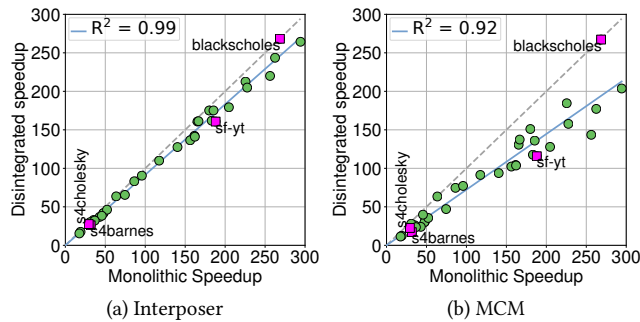 R² = 0.99
blackscholes
sf-yt
s4cholesky
s4barnes
300
250
200
150
100
50
0
0 50 100 150 200 250 300
Disintegrated speedup
Monolithic Speedup
(a) Interposer
R² = 0.92
blackscholes
sf-yt
s4cholesky
s4barnes
300
250
200
150
100
50
0
0 50 100 150 200 250 300
Disintegrated speedup
Monolithic Speedup
(b) MCM